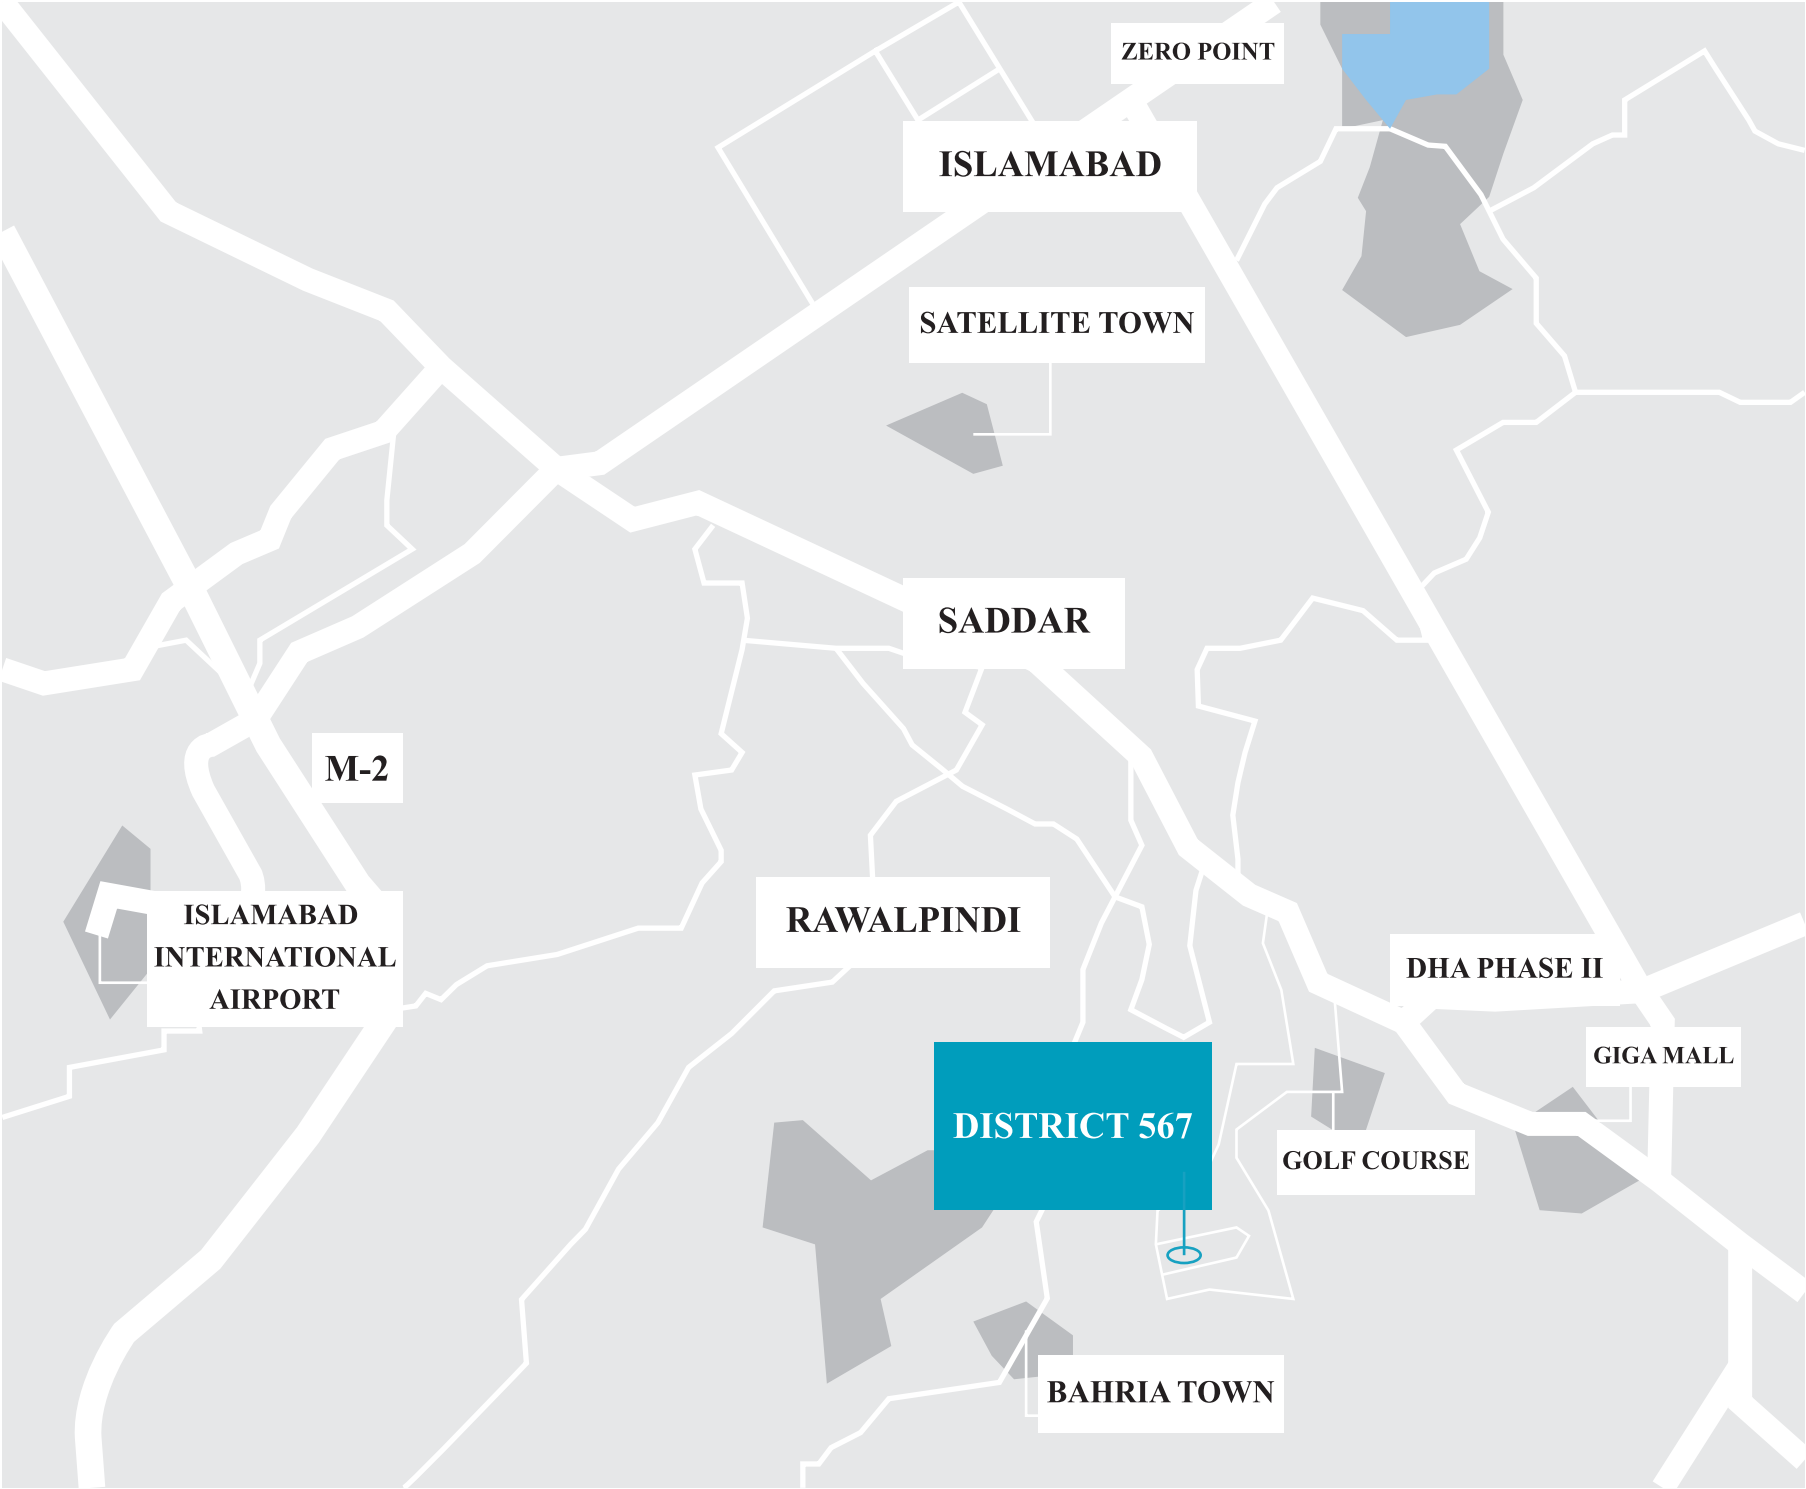 ZERO POINT
ISLAMABAD
SATELLITE TOWN
SADDAR
M-2
ISLAMABAD
INTERNATIONAL
AIRPORT
RAWALPINDI
DHA PHASE II
GIGA MALL
DISTRICT 567
GOLF COURSE
BAHRIA TOWN